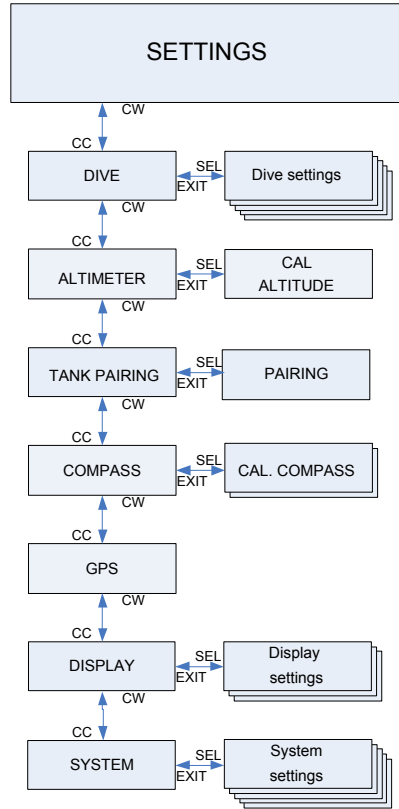 SETTINGS
CW
CC
DIVE
SEL
EXIT
Dive settings
CW
CC
ALTIMETER
SEL
EXIT
CAL
ALTITUDE
CW
CC
TANK PAIRING
SEL
EXIT
PAIRING
CW
CC
COMPASS
SEL
EXIT
CAL. COMPASS
CW
CC
GPS
CW
CC
DISPLAY
SEL
EXIT
Display
settings
CW
CC
SYSTEM
SEL
EXIT
System
settings